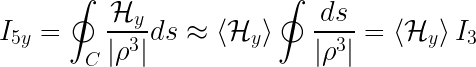 I_{5y} = \oint_C \frac{\mathcal{H}_y}{|\rho^3|} ds \approx \langle \mathcal{H}_y \rangle \oint \frac{ds}{|\rho^3|} = \langle \mathcal{H}_y \rangle I_3